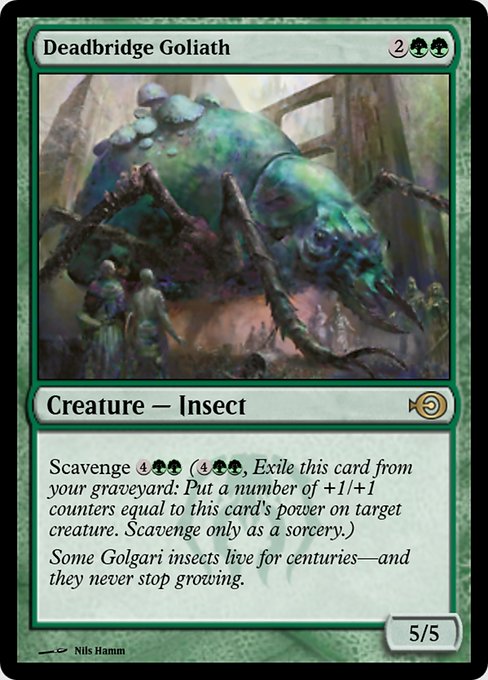 Deadbridge Goliath 2
Creature — Insect
Scavenge 4 (4, Exile this card from
your graveyard: Put a number of +1/+1
counters equal to this card's power on target
creature. Scavenge only as a sorcery.)
Some Golgari insects live for centuries—and
they never stop growing.
5/5
Nils Hamm